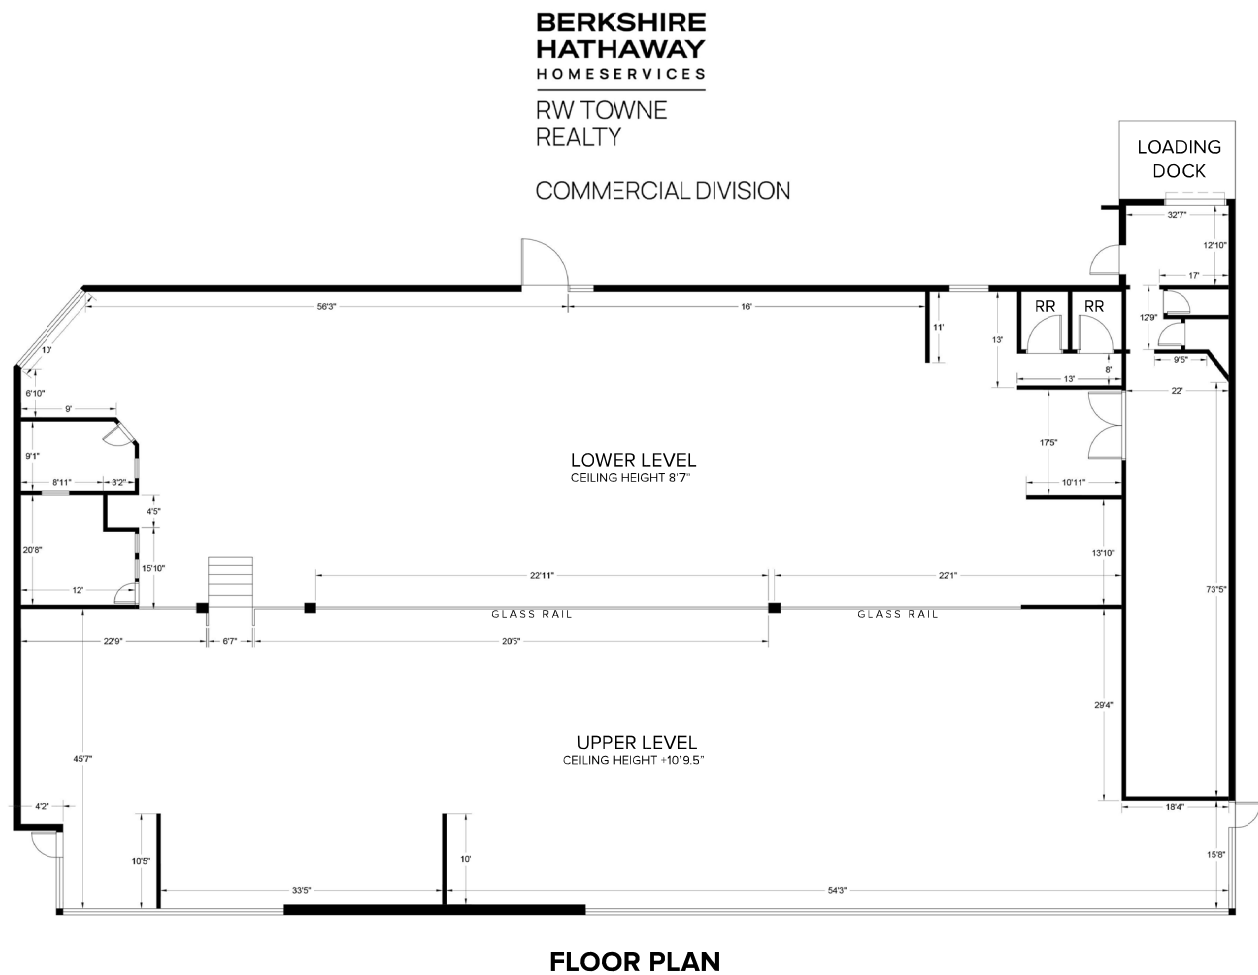 BERKSHIRE
HATHAWAY
HOMESERVICES
RW TOWNE
REALTY
COMMERCIAL DIVISION
LOADING
DOCK
32'7"
12'10"
17'
56'3"
16'
11'
13'
RR
RR
12'9"
9'5"
8'
13'
22'
11'
6'10"
9'
9'1"
8'11"
3'2"
4'5"
20'8"
15'10"
12'
LOWER LEVEL
CEILING HEIGHT 8'7"
17'5"
10'11"
13'10"
22'11"
22'1"
73'5"
GLASS RAIL
GLASS RAIL
22'9"
6'7"
20'5"
29'4"
UPPER LEVEL
CEILING HEIGHT +10'9.5"
45'7"
4'2'
18'4"
10'5"
10'
15'8"
33'5"
54'3"
FLOOR PLAN